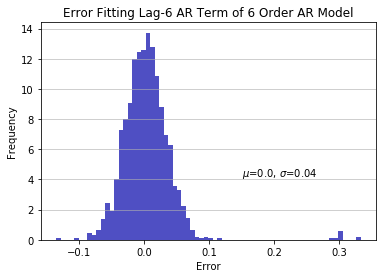 Error Fitting Lag-6 AR Term of 6 Order AR Model
14
12
10
8
6
4
2
0
Frequency
μ=0.0, σ=0.04
−0.1 0.0 0.1 0.2 0.3
Error